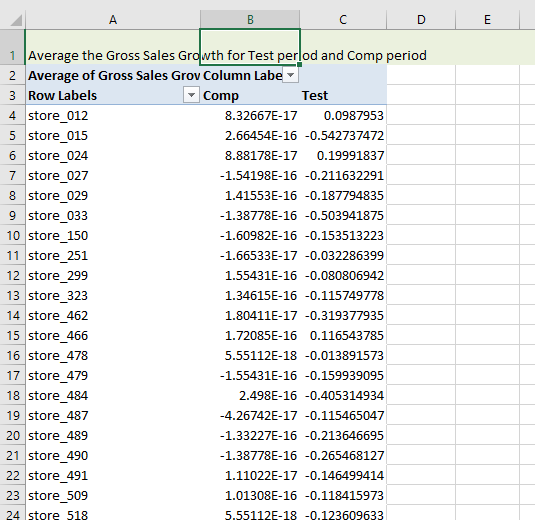 A B C D E
1 Average the Gross Sales Growth for Test period and Comp period
2 Average of Gross Sales Grov Column Labe
3 Row Labels Comp Test
4 store_012 8.32667E-17 0.0987953
5 store_015 2.66454E-16 -0.542737472
6 store_024 8.88178E-17 0.19991837
7 store_027 -1.54198E-16 -0.211632291
8 store_029 1.41553E-16 -0.187794835
9 store_033 -1.38778E-16 -0.503941875
10 store_150 -1.60982E-16 -0.153513223
11 store_251 -1.66533E-17 -0.032286399
12 store_299 1.55431E-16 -0.080806942
13 store_323 1.34615E-16 -0.115749778
14 store_462 1.80411E-17 -0.319377935
15 store_466 1.72085E-16 0.116543785
16 store_478 5.55112E-18 -0.013891573
17 store_479 -1.55431E-16 -0.159939095
18 store_484 2.498E-16 -0.405314934
19 store_487 -4.26742E-17 -0.115465047
20 store_489 -1.33227E-16 -0.213646695
21 store_490 -1.38778E-16 -0.265468127
22 store_491 1.11022E-17 -0.146499414
23 store_509 1.01308E-16 -0.118415973
24 store_518 5.55112E-18 -0.123609633